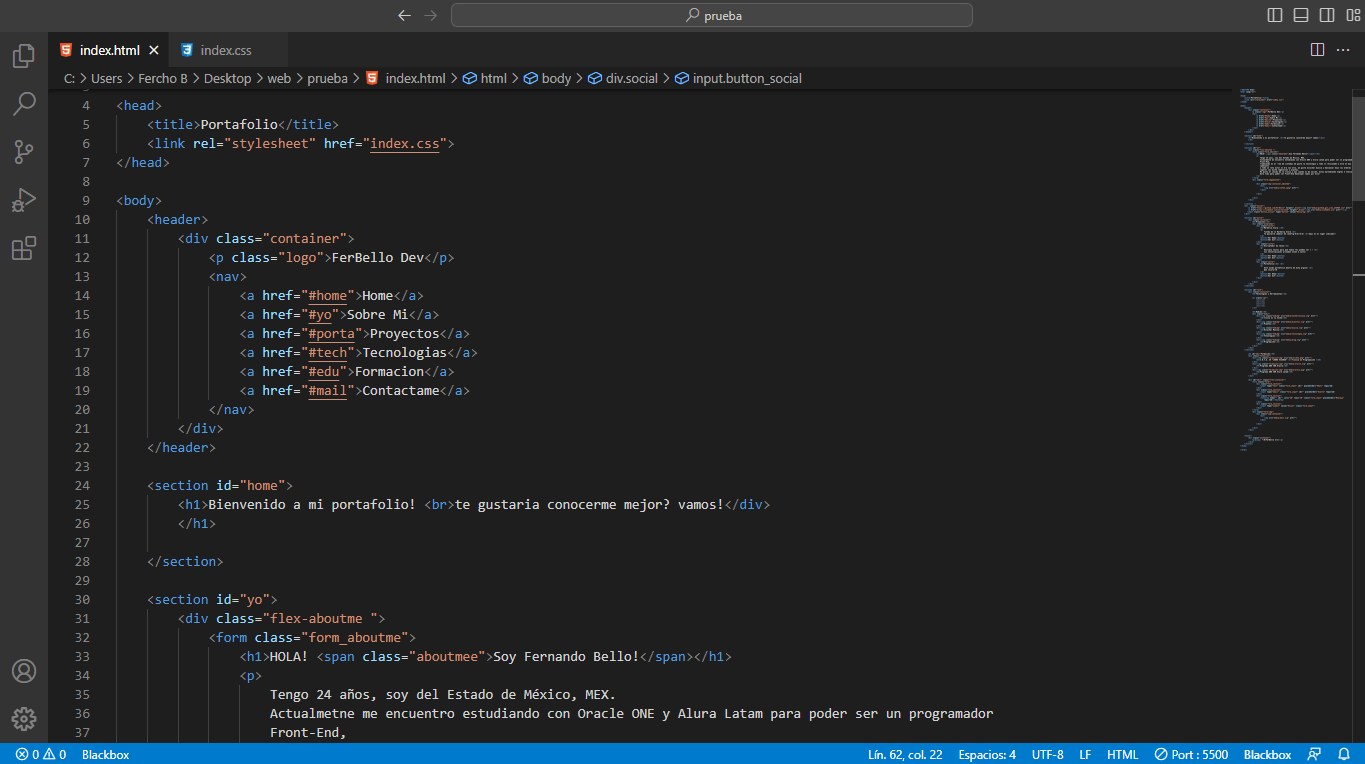 prueba
index.html
index.css
C: > Users > Fercho B > Desktop > web > prueba > index.html > html > body > div.social > input.button_social
4 <head>
5 <title>Portafolio</title>
6 <link rel="stylesheet" href="index.css">
7 </head>
8
9 <body>
10 <header>
11 <div class="container">
12 <p class="logo">FerBello Dev</p>
13 <nav>
14 <a href="#home">Home</a>
15 <a href="#yo">Sobre Mi</a>
16 <a href="#porta">Proyectos</a>
17 <a href="#tech">Tecnologias</a>
18 <a href="#edu">Formacion</a>
19 <a href="#mail">Contactame</a>
20 </nav>
21 </div>
22 </header>
23
24 <section id="home">
25 <h1>Bienvenido a mi portafolio! <br>te gustaria conocerme mejor? vamos!</div>
26 </h1>
27
28 </section>
29
30 <section id="yo">
31 <div class="flex-aboutme ">
32 <form class="form_aboutme">
33 <h1>HOLA! <span class="aboutmee">Soy Fernando Bello!</span></h1>
34 <p>
35 Tengo 24 años, soy del Estado de México, MEX.
36 Actualmetne me encuentro estudiando con Oracle ONE y Alura Latam para poder ser un programador
37 Front-End,
0 0 Blackbox Lín. 62, col. 22 Espacios: 4 UTF-8 LF HTML Port : 5500 Blackbox